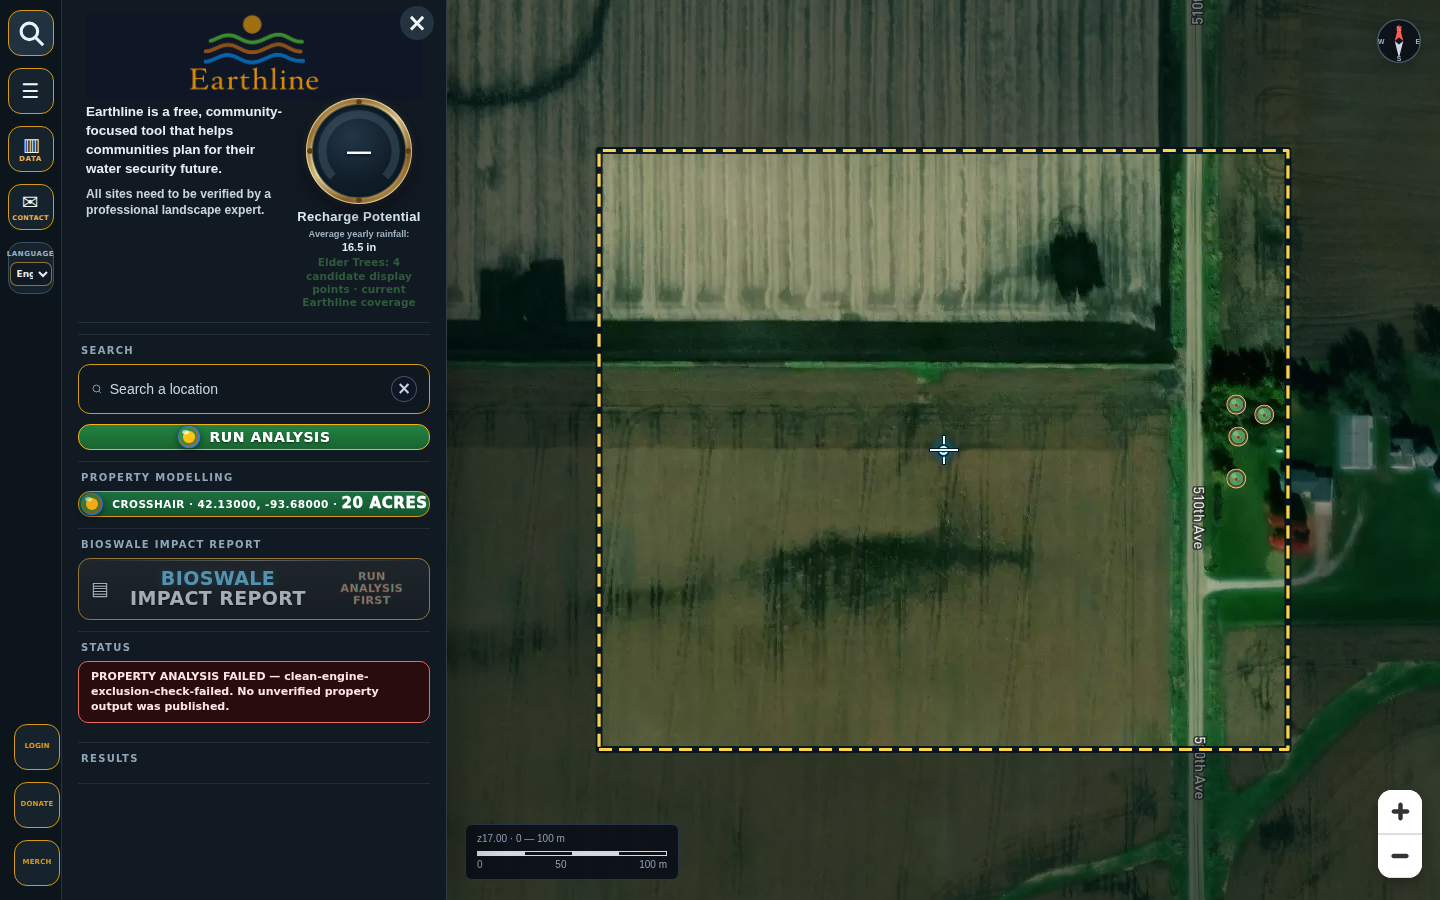 Earthline
Earthline is a free, community-
focused tool that helps
communities plan for their
water security future.
All sites need to be verified by a
professional landscape expert.
—
Recharge Potential
Average yearly rainfall:
16.5 in
Elder Trees: 4
candidate display
points · current
Earthline coverage
DATA
CONTACT
LANGUAGE
Eng
SEARCH
Search a location
RUN ANALYSIS
PROPERTY MODELLING
CROSSHAIR · 42.13000, -93.68000 · 20 ACRES
BIOSWALE IMPACT REPORT
BIOSWALE
IMPACT REPORT
RUN
ANALYSIS
FIRST
STATUS
PROPERTY ANALYSIS FAILED — clean-engine-
exclusion-check-failed. No unverified property
output was published.
RESULTS
LOGIN
DONATE
MERCH
510th Ave
z17.00 · 0 — 100 m
0 50 100 m
W E
S